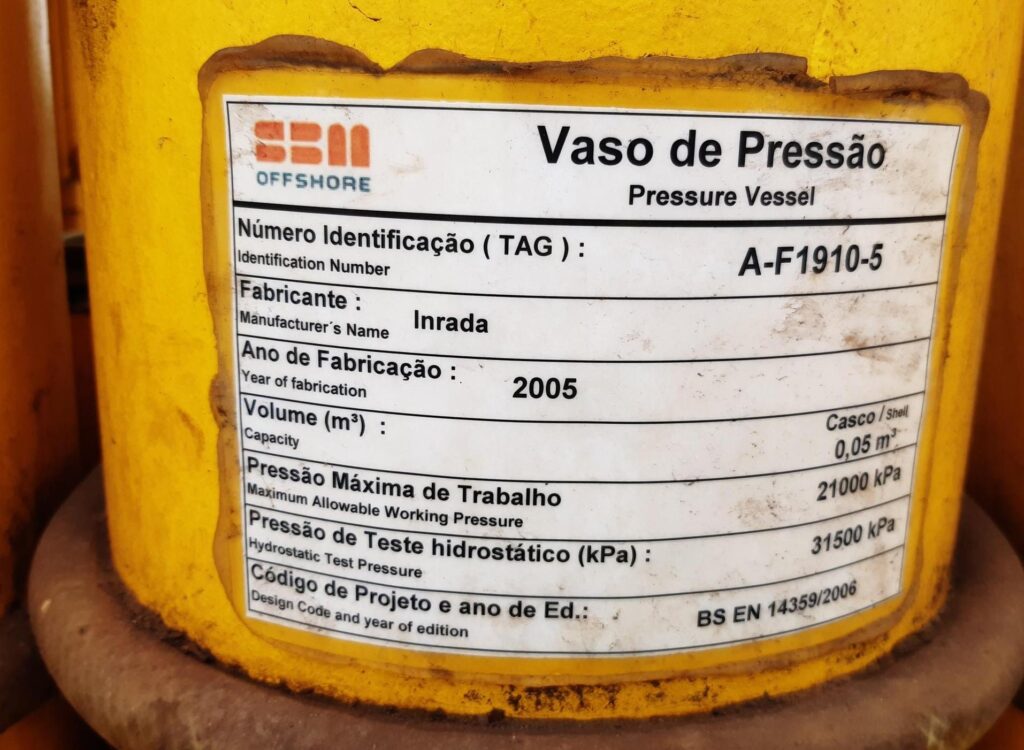 SBM
OFFSHORE
Vaso de Pressão
Pressure Vessel
Número Identificação ( TAG ) :
Identification Number
A-F1910-5
Fabricante :
Manufacturer´s Name
Inrada
Ano de Fabricação :
Year of fabrication
2005
Volume (m³) :
Capacity
Casco / Shell
0,05 m³
Pressão Máxima de Trabalho
Maximum Allowable Working Pressure
21000 kPa
Pressão de Teste hidrostático (kPa) :
Hydrostatic Test Pressure
31500 kPa
Código de Projeto e ano de Ed.:
Design Code and year of edition
BS EN 14359/2006